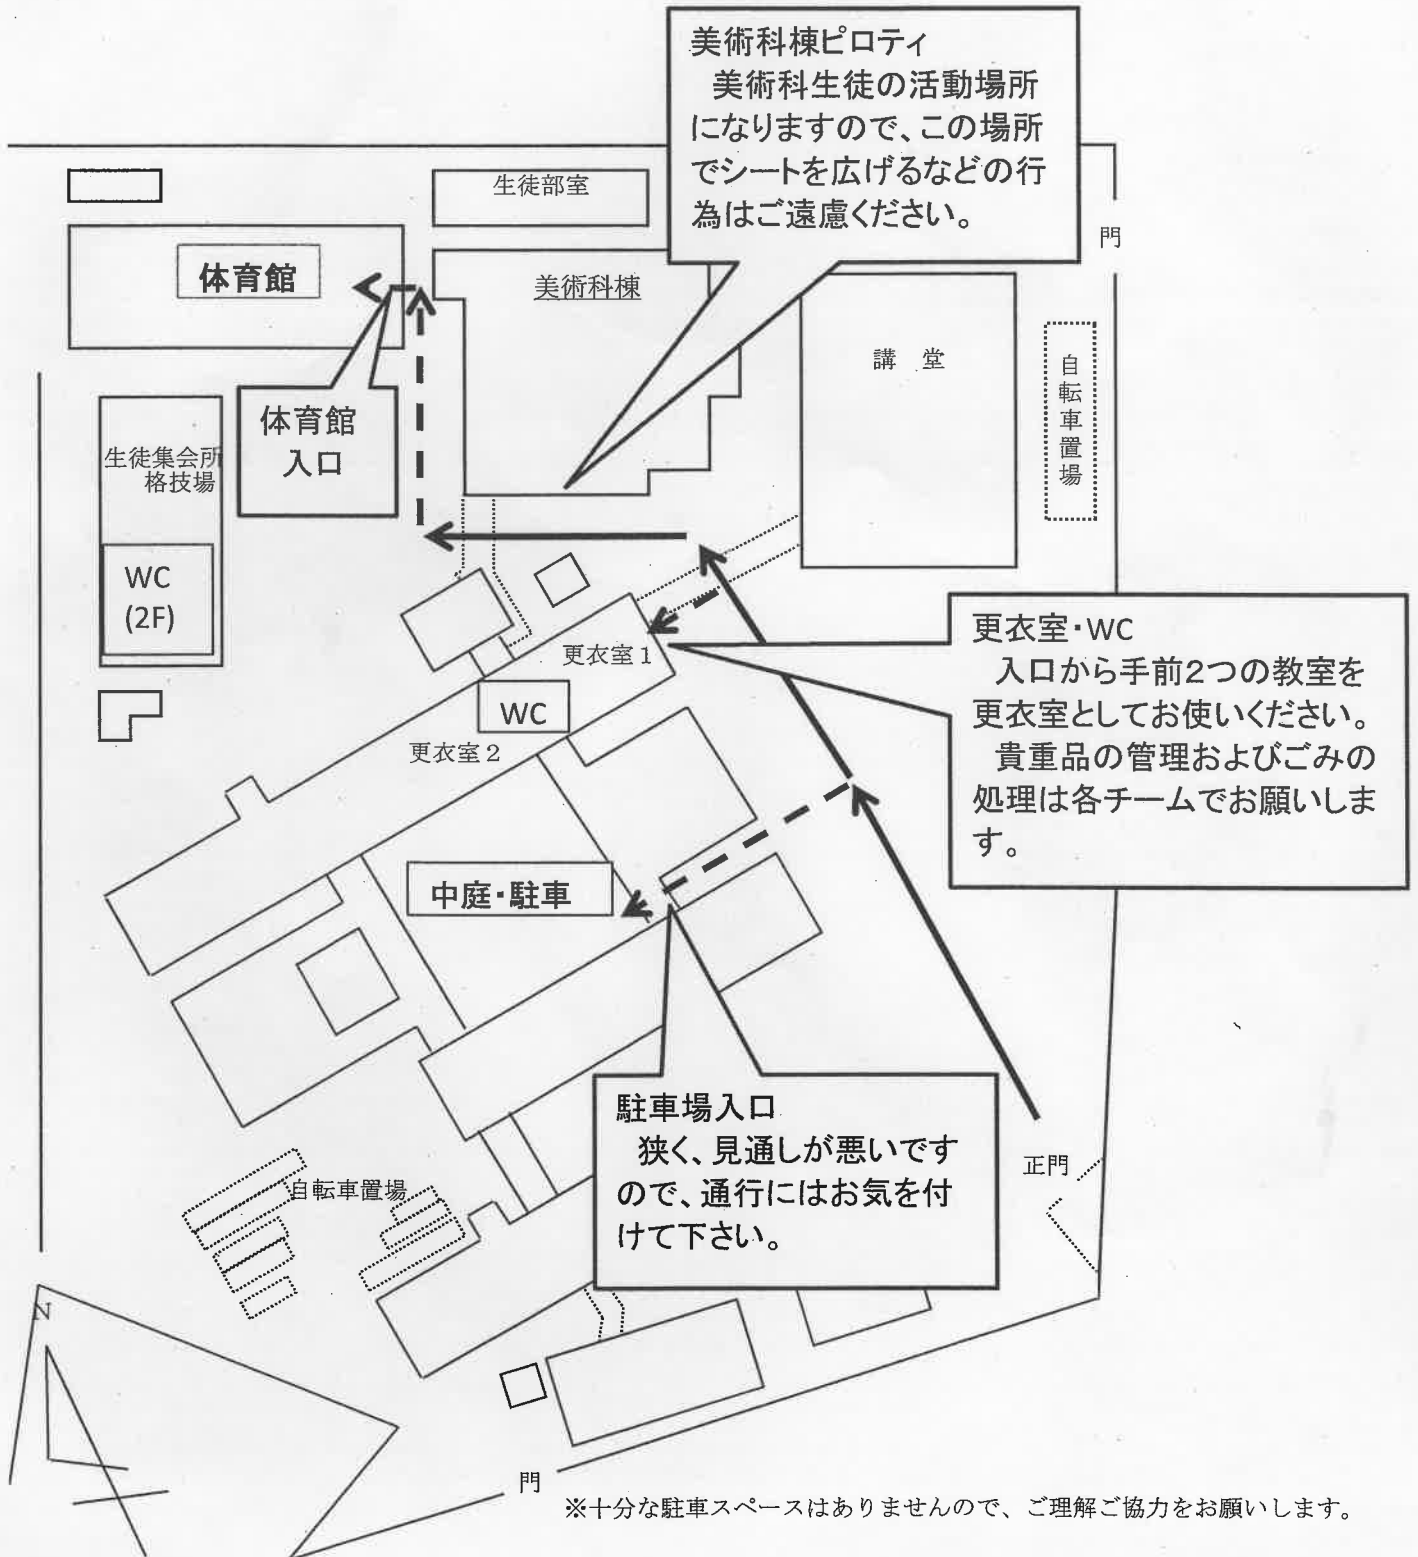 美術科棟ピロティ
美術科生徒の活動場所
になりますので、この場所
でシートを広げるなどの行
為はご遠慮ください。
生徒部室
門
体育館
美術科棟
講 堂
自転車置場
体育館
入口
生徒集会所
格技場
WC
(2F)
更衣室1
WC
更衣室2
更衣室・WC
入口から手前2つの教室を
更衣室としてお使いください。
貴重品の管理およびごみの
処理は各チームでお願いしま
す。
中庭・駐車
駐車場入口
狭く、見通しが悪いです
ので、通行にはお気を付
けて下さい。
正門
自転車置場
N
門
※十分な駐車スペースはありませんので、ご理解ご協力をお願いします。